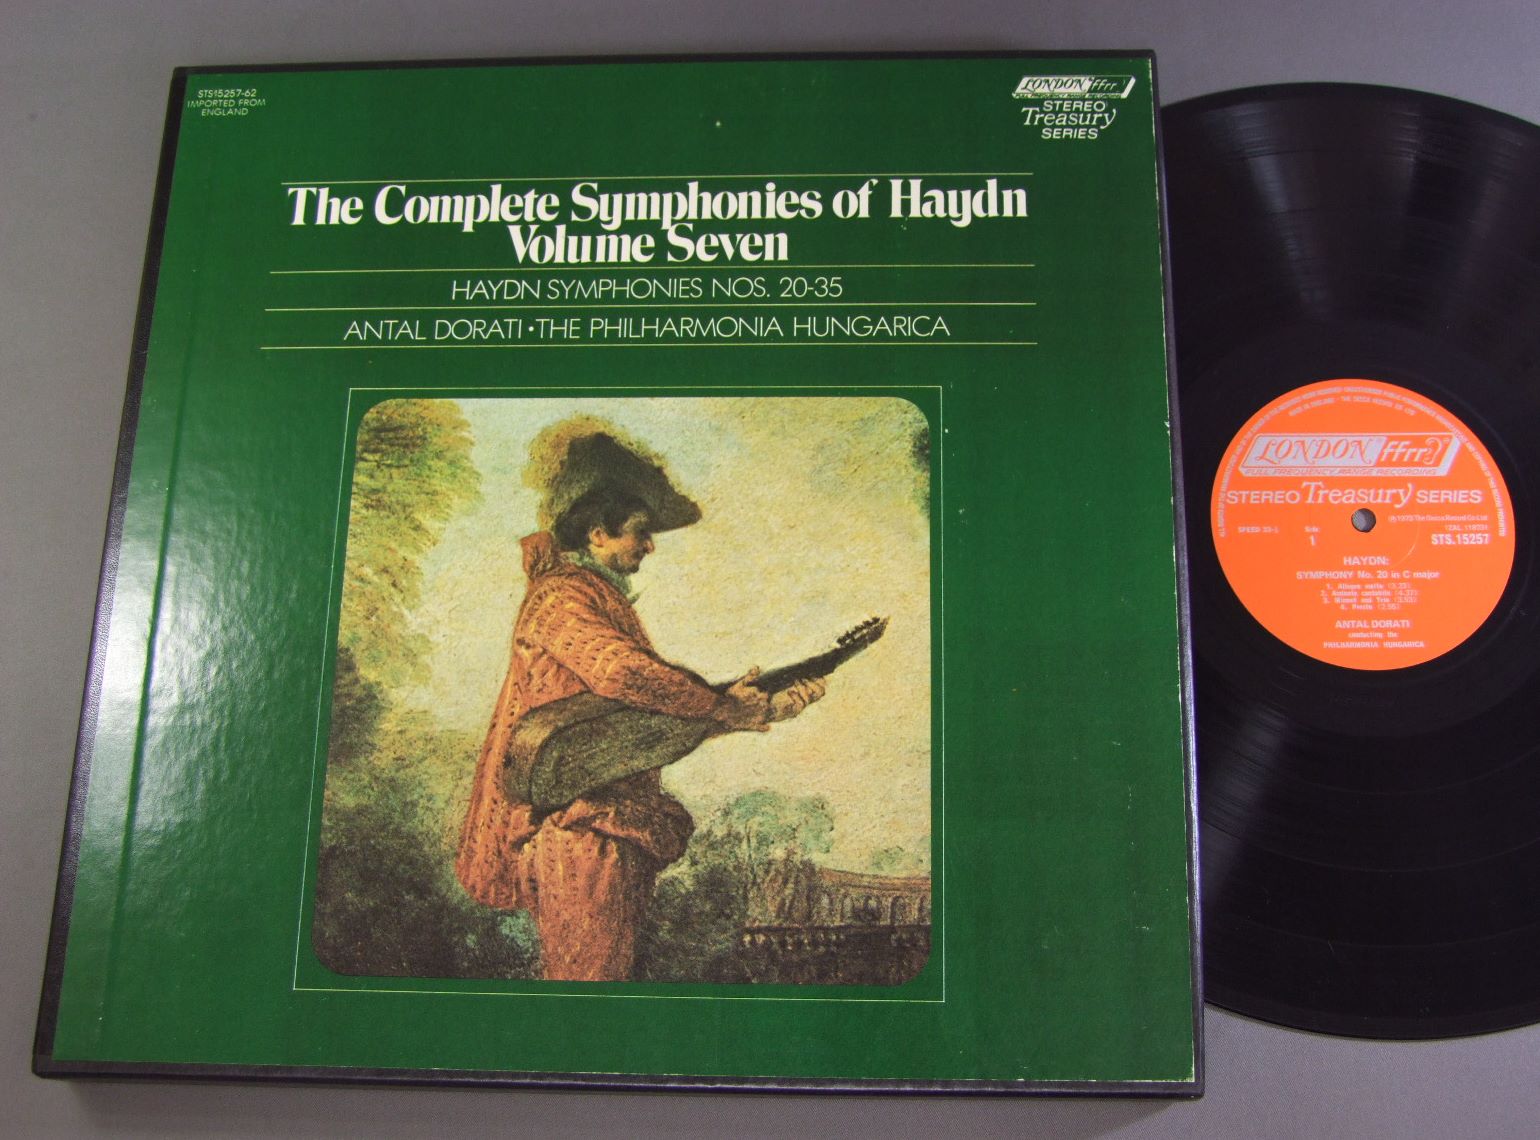 STS15257-62
IMPORTED FROM
ENGLAND
LONDON ffrr
FULL FREQUENCY RANGE RECORDING
STEREO
Treasury
SERIES
The Complete Symphonies of Haydn
Volume Seven
HAYDN SYMPHONIES NOS. 20-35
ANTAL DORATI • THE PHILHARMONIA HUNGARICA
LONDON ffrr
FULL FREQUENCY RANGE RECORDING
STEREO Treasury SERIES
Side
1
STS.15257
HAYDN:
SYMPHONY No. 20 in C major
ANTAL DORATI
conducting the
PHILHARMONIA HUNGARICA